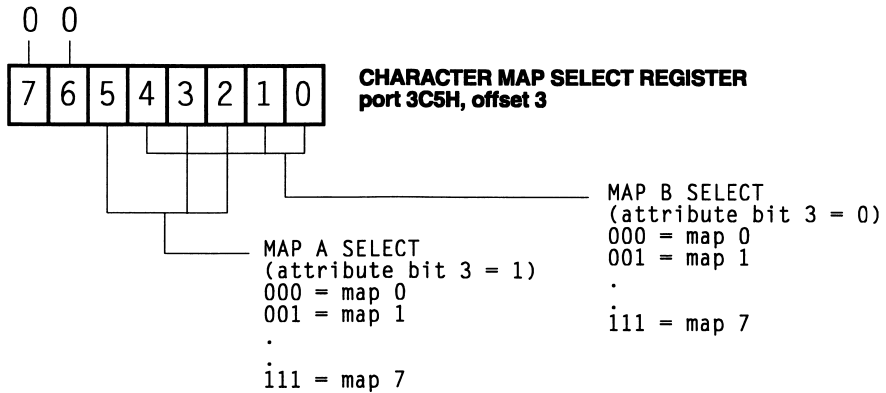 0 0
7 6 5 4 3 2 1 0
CHARACTER MAP SELECT REGISTER
port 3C5H, offset 3
MAP B SELECT
(attribute bit 3 = 0)
000 = map 0
001 = map 1
.
.
111 = map 7
MAP A SELECT
(attribute bit 3 = 1)
000 = map 0
001 = map 1
.
.
111 = map 7